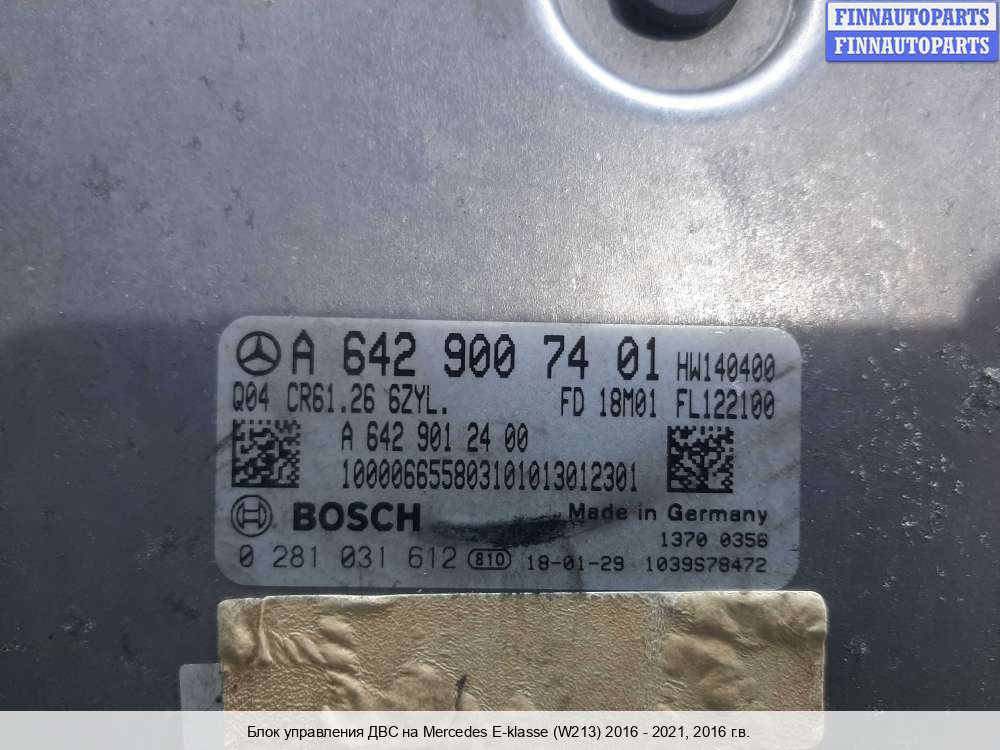 FINNAUTOPARTS
FINNAUTOPARTS
A 642 900 74 01 HW140400
Q04 CR61.26 6ZYL. FD 18M01 FL122100
A 642 901 24 00
100006655803101013012301
BOSCH Made in Germany
1370 0356
0 281 031 612 810 18-01-29 1039S78472
Блок управления ДВС на Mercedes E-klasse (W213) 2016 - 2021, 2016 г.в.